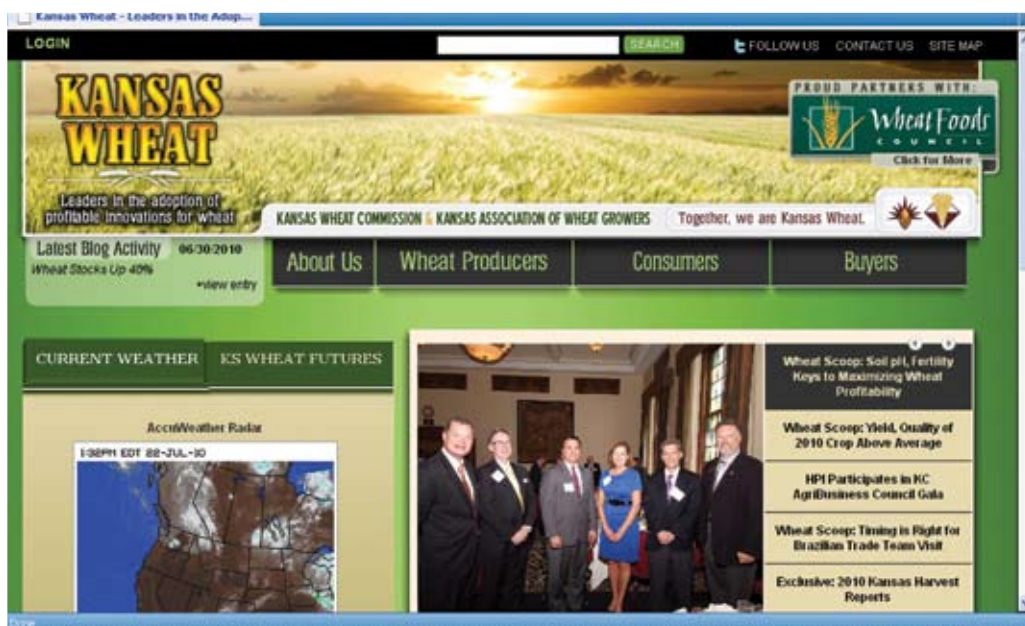 Kansas Wheat - Leaders in the Adop...
LOGIN
SEARCH
FOLLOW US CONTACT US SITE MAP
KANSAS
WHEAT
Leaders in the adoption of
profitable innovations for wheat
PROUD PARTNERS WITH:
Wheat Foods
COUNCIL
Click for More
KANSAS WHEAT COMMISSION & KANSAS ASSOCIATION OF WHEAT GROWERS Together, we are Kansas Wheat.
Latest Blog Activity 06/30/2010
Wheat Stocks Up 40%
•view entry
About Us
Wheat Producers
Consumers
Buyers
CURRENT WEATHER
KS WHEAT FUTURES
AccuWeather Radar
1:32PM EDT 22-JUL-10
Wheat Scoop: Soil pH, Fertility
Keys to Maximizing Wheat
Profitability
Wheat Scoop: Yield, Quality of
2010 Crop Above Average
HPI Participates in KC
AgriBusiness Council Gala
Wheat Scoop: Timing is Right for
Brazilian Trade Team Visit
Exclusive: 2010 Kansas Harvest
Reports
Done